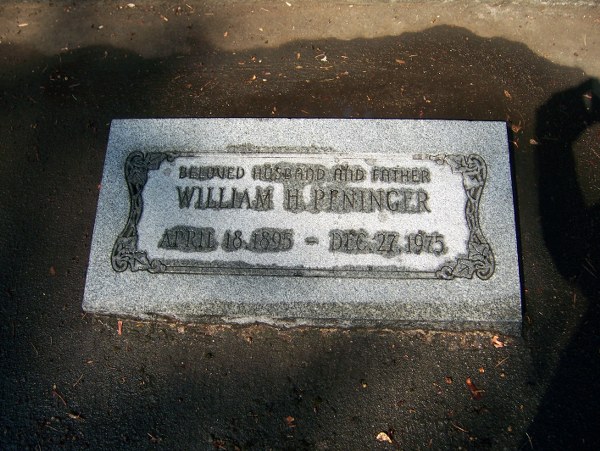 BELOVED HUSBAND AND FATHER
WILLIAM H. PENINGER
APRIL 18, 1895 - DEC. 27, 1975